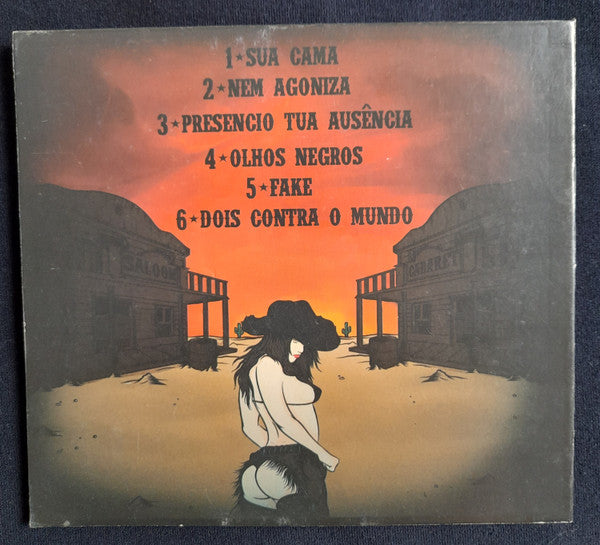 1★SUA CAMA
2★NEM AGONIZA
3★PRESENCIO TUA AUSÊNCIA
4★OLHOS NEGROS
5★FAKE
6★DOIS CONTRA O MUNDO
SALOON